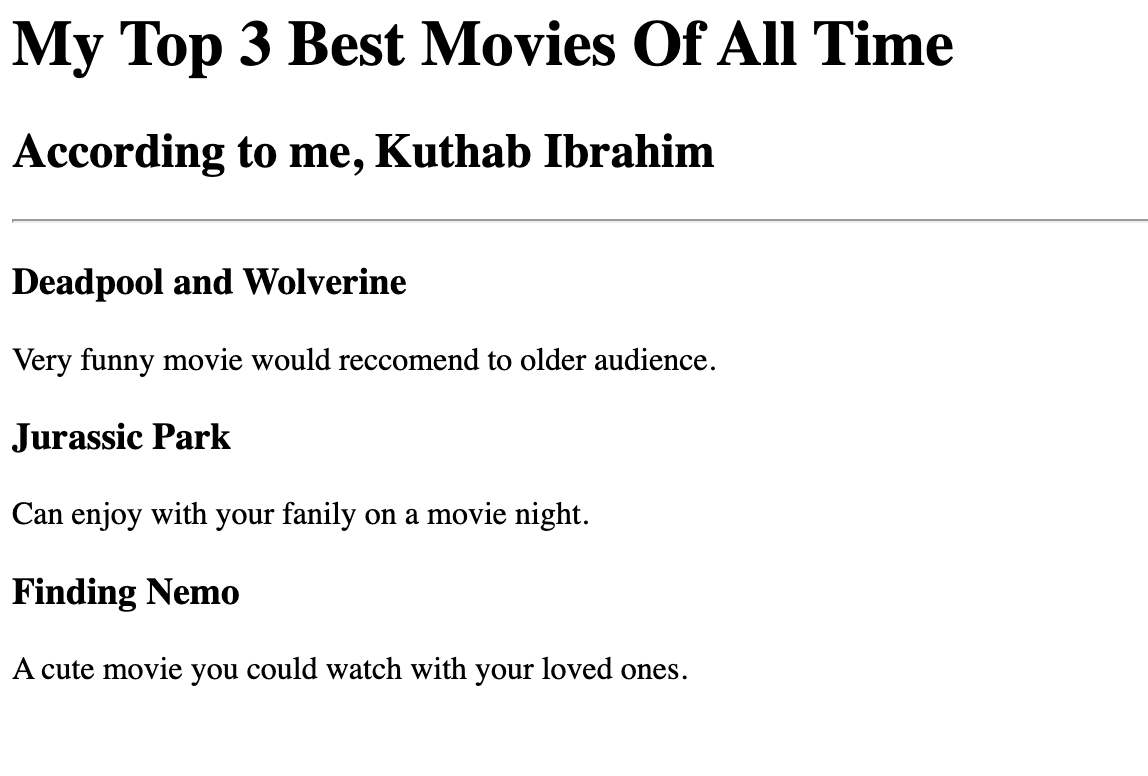 My Top 3 Best Movies Of All Time
According to me, Kuthab Ibrahim
Deadpool and Wolverine
Very funny movie would reccomend to older audience.
Jurassic Park
Can enjoy with your fanily on a movie night.
Finding Nemo
A cute movie you could watch with your loved ones.